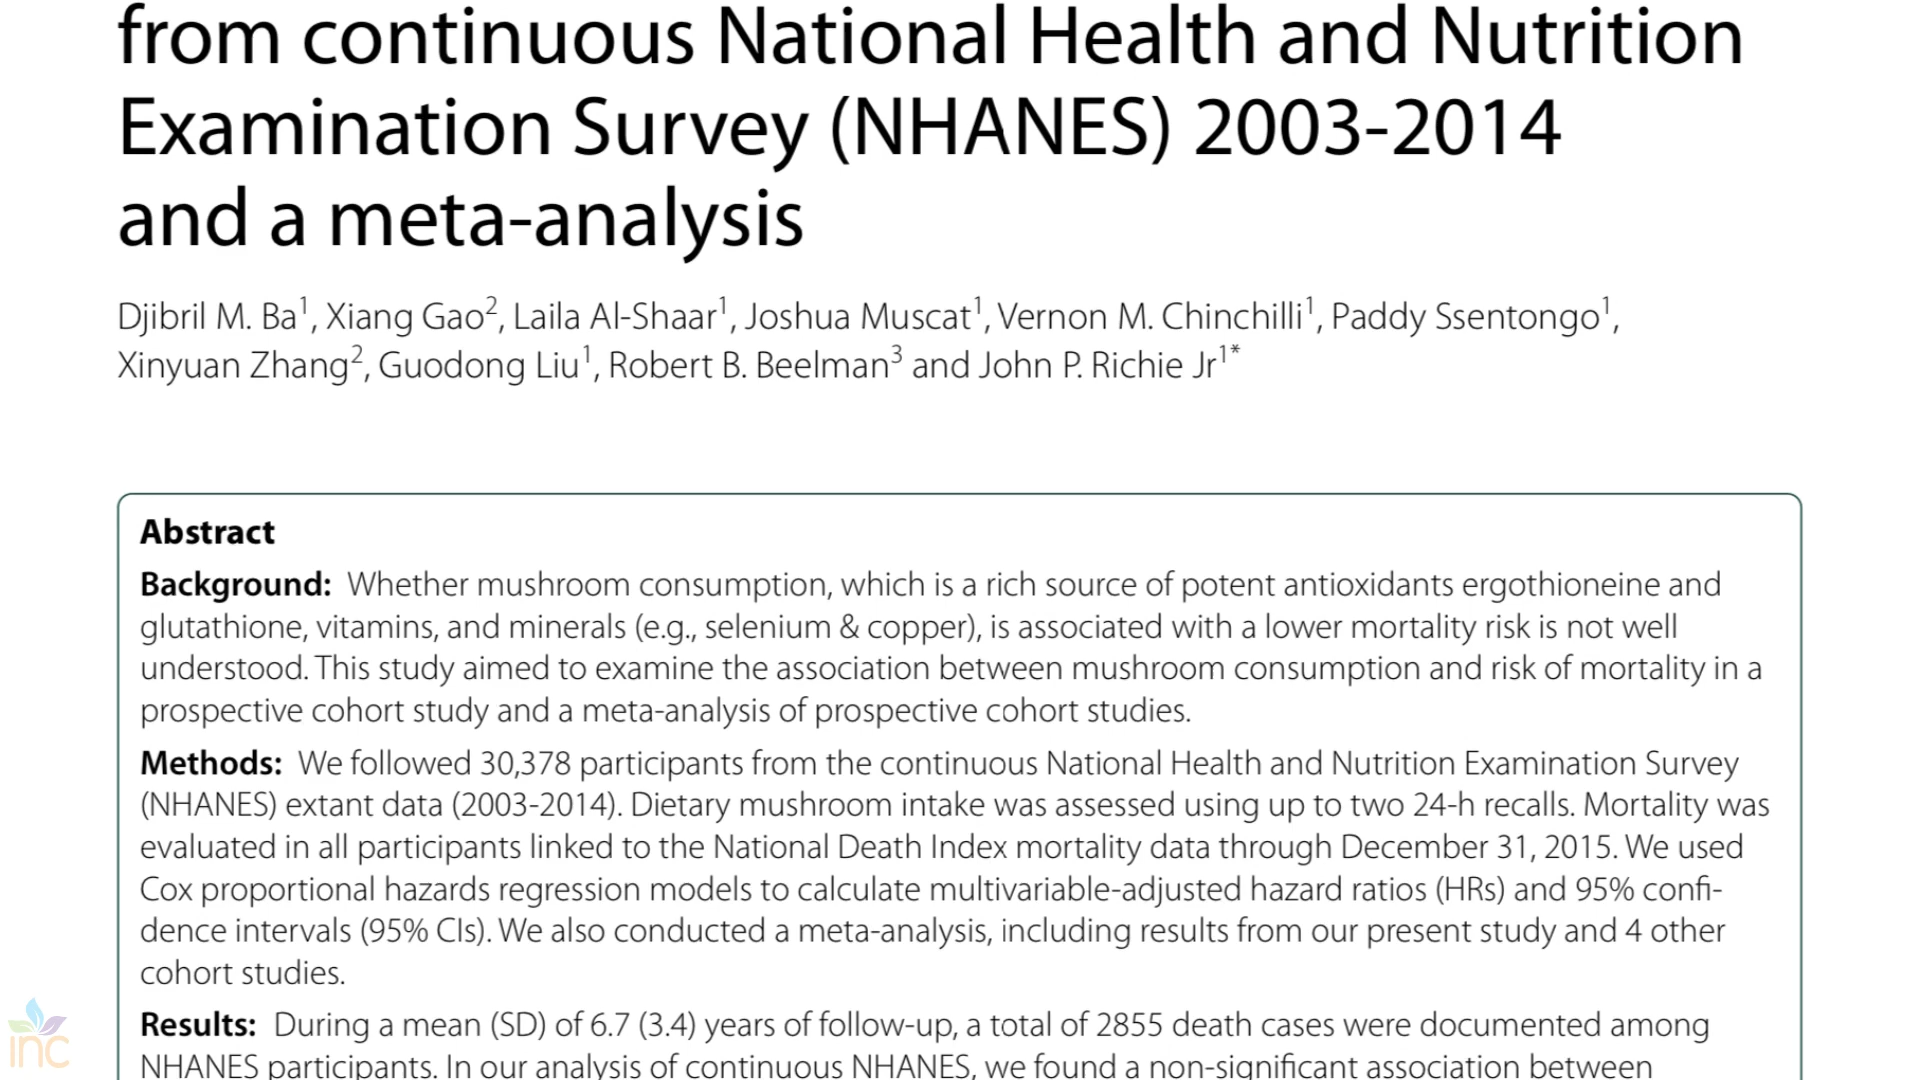 from continuous National Health and Nutrition
Examination Survey (NHANES) 2003-2014
and a meta-analysis
Djibril M. Ba1, Xiang Gao2, Laila Al-Shaar1, Joshua Muscat1, Vernon M. Chinchilli1, Paddy Ssentongo1,
Xinyuan Zhang2, Guodong Liu1, Robert B. Beelman3 and John P. Richie Jr1*
Abstract
Background: Whether mushroom consumption, which is a rich source of potent antioxidants ergothioneine and
glutathione, vitamins, and minerals (e.g., selenium & copper), is associated with a lower mortality risk is not well
understood. This study aimed to examine the association between mushroom consumption and risk of mortality in a
prospective cohort study and a meta-analysis of prospective cohort studies.
Methods: We followed 30,378 participants from the continuous National Health and Nutrition Examination Survey
(NHANES) extant data (2003-2014). Dietary mushroom intake was assessed using up to two 24-h recalls. Mortality was
evaluated in all participants linked to the National Death Index mortality data through December 31, 2015. We used
Cox proportional hazards regression models to calculate multivariable-adjusted hazard ratios (HRs) and 95% confi-
dence intervals (95% CIs). We also conducted a meta-analysis, including results from our present study and 4 other
cohort studies.
Results: During a mean (SD) of 6.7 (3.4) years of follow-up, a total of 2855 death cases were documented among
NHANES participants. In our analysis of continuous NHANES, we found a non-significant association between
inc